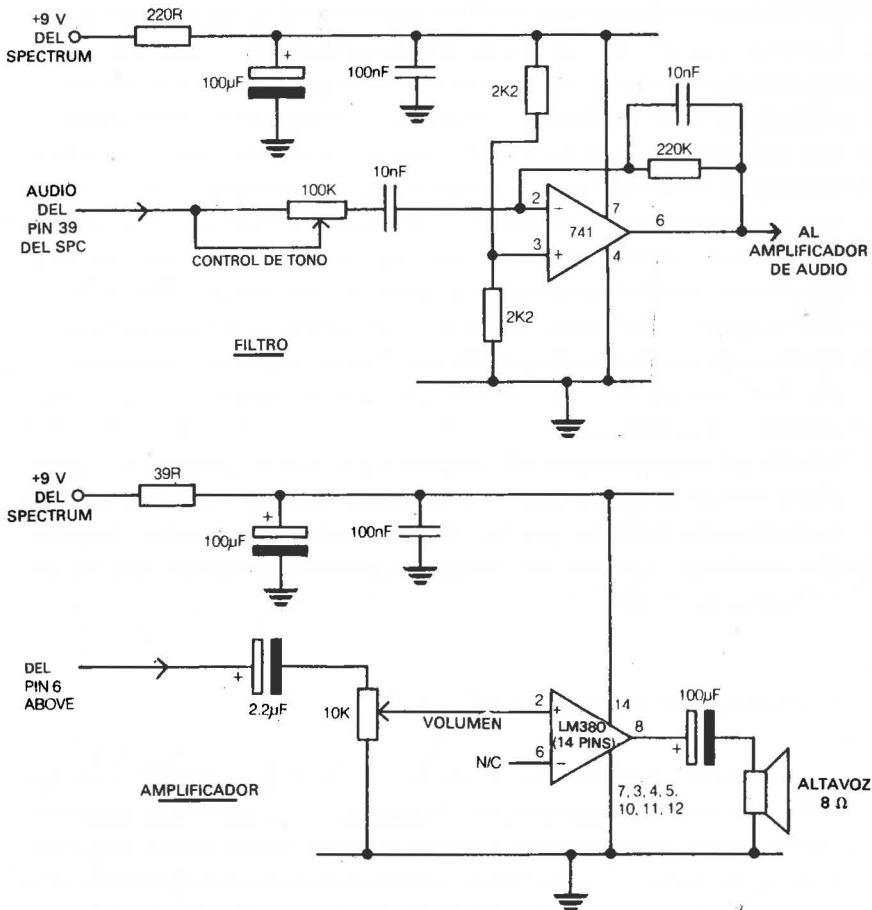 +9 V
DEL
SPECTRUM
220R
100µF
+
100nF
2K2
10nF
220K
AUDIO
DEL
PIN 39
DEL SPC
100K
10nF
CONTROL DE TONO
2
−
3
+
741
7
4
6
AL
AMPLIFICADOR
DE AUDIO
2K2
FILTRO
+9 V
DEL
SPECTRUM
39R
100µF
+
100nF
DEL
PIN 6
ABOVE
+
2.2µF
10K
VOLUMEN
2
+
LM380
(14 PINS)
14
8
N/C
6
−
7, 3, 4, 5.
10, 11, 12
100µF
+
ALTAVOZ
8 Ω
AMPLIFICADOR